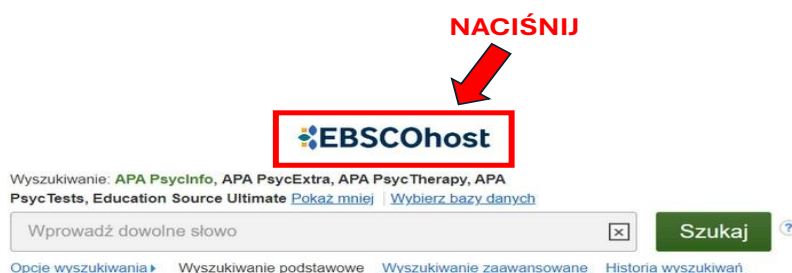 NACIŚNIJ
EBSCOhost
Wyszukiwanie: APA PsycInfo, APA PsycExtra, APA PsycTherapy, APA
PsycTests, Education Source Ultimate Pokaż mniej | Wybierz bazy danych
Wprowadź dowolne słowo Szukaj ?
Opcje wyszukiwania Wyszukiwanie podstawowe Wyszukiwanie zaawansowane Historia wyszukiwań